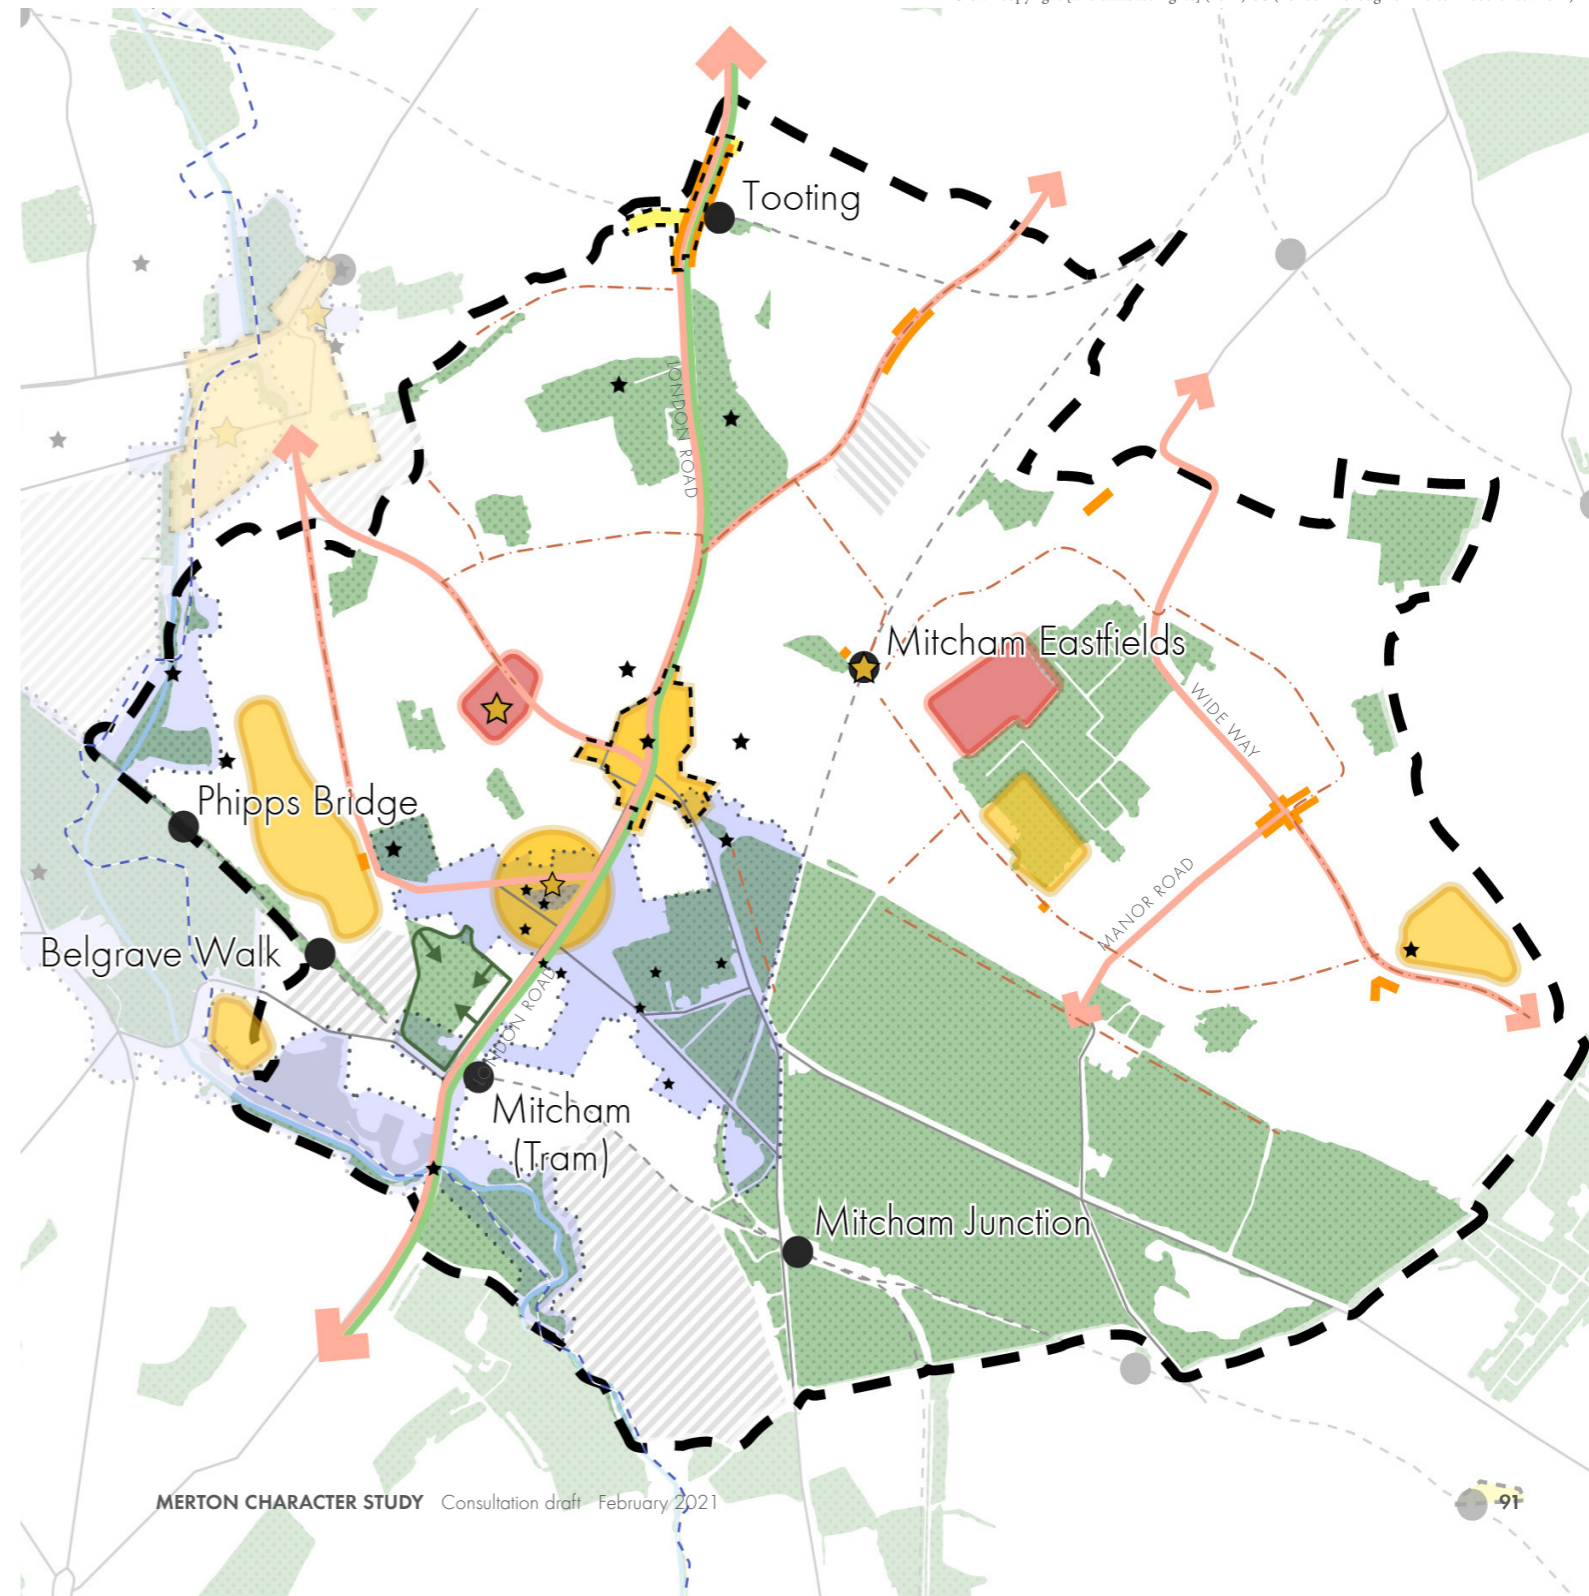 Tooting
LONDON ROAD
Mitcham Eastfields
WIDE WAY
Phipps Bridge
MANOR ROAD
Belgrave Walk
LONDON ROAD
Mitcham
(Tram)
Mitcham Junction
MERTON CHARACTER STUDY Consultation draft February 2021
91